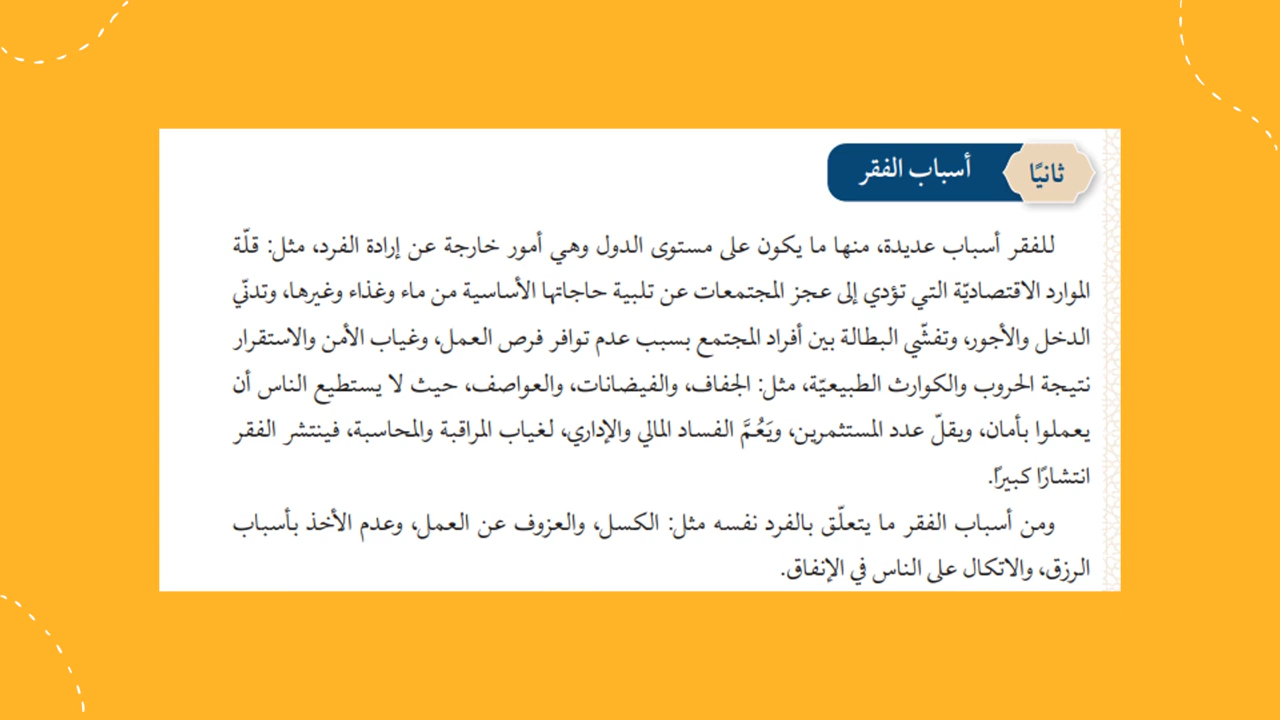 ثانيًا
أسباب الفقر
للفقر أسباب عديدة، منها ما يكون على مستوى الدول وهي أمور خارجة عن إرادة الفرد، مثل: قلّة
الموارد الاقتصاديّة التي تؤدي إلى عجز المجتمعات عن تلبية حاجاتها الأساسية من ماء وغذاء وغيرها، وتدنّي
الدخل والأجور، وتفشّي البطالة بين أفراد المجتمع بسبب عدم توافر فرص العمل، وغياب الأمن والاستقرار
نتيجة الحروب والكوارث الطبيعيّة، مثل: الجفاف، والفيضانات، والعواصف، حيث لا يستطيع الناس أن
يعملوا بأمان، ويقلّ عدد المستثمرين، ويَعُمَّ الفساد المالي والإداري، لغياب المراقبة والمحاسبة، فينتشر الفقر
انتشارًا كبيرًا.
ومن أسباب الفقر ما يتعلّق بالفرد نفسه مثل: الكسل، والعزوف عن العمل، وعدم الأخذ بأسباب
الرزق، والاتكال على الناس في الإنفاق.